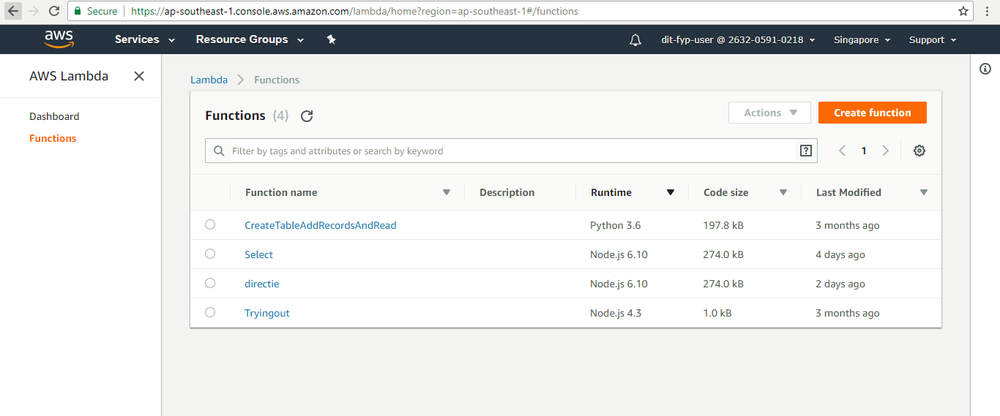 Secure https://ap-southeast-1.console.aws.amazon.com/lambda/home?region=ap-southeast-1#/functions
aws Services Resource Groups dit-fyp-user @ 2632-0591-0218 Singapore Support
AWS Lambda
Dashboard
Functions
Lambda Functions
Functions (4) Actions Create function
Filter by tags and attributes or search by keyword ? 1
Function name Description Runtime Code size Last Modified
CreateTableAddRecordsAndRead Python 3.6 197.8 kB 3 months ago
Select Node.js 6.10 274.0 kB 4 days ago
directie Node.js 6.10 274.0 kB 2 days ago
Tryingout Node.js 4.3 1.0 kB 3 months ago